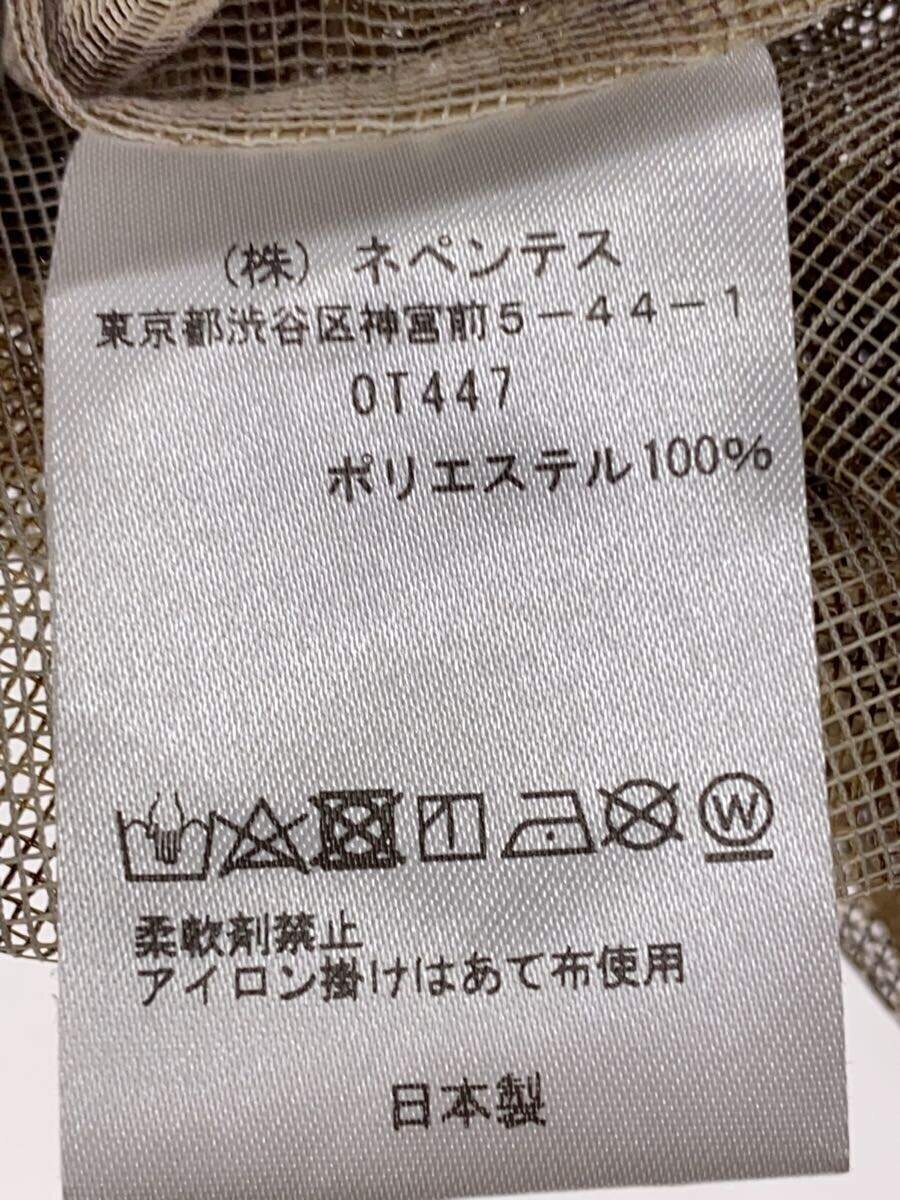 (株) ネペンテス
東京都渋谷区神宮前5-44-1
OT447
ポリエステル100%
W
柔軟剤禁止
アイロン掛けはあて布使用
日本製